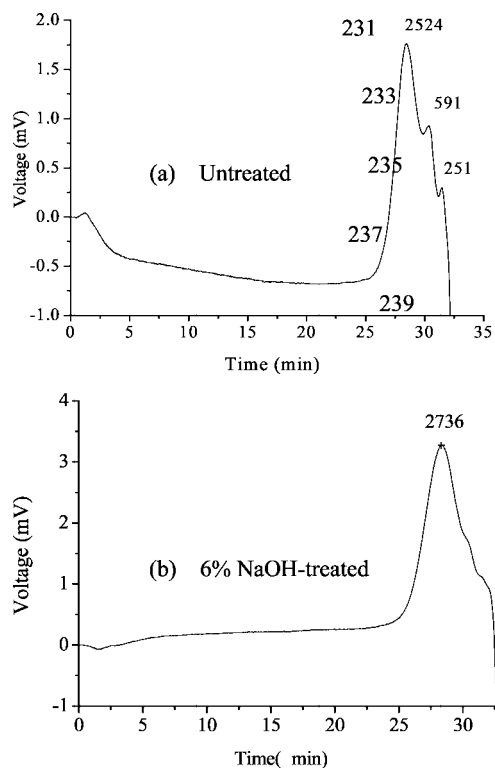 231 2524
2.0
1.5
233 591
1.0
235 251
(a) Untreated
0.5
0.0
237
-0.5
239
-1.0
0 5 10 15 20 25 30 35
Time (min)
Voltage (mV)
4
2736
3
2
(b) 6% NaOH-treated
1
0
-1
0 5 10 15 20 25 30
Time( min)
Voltage (mV)